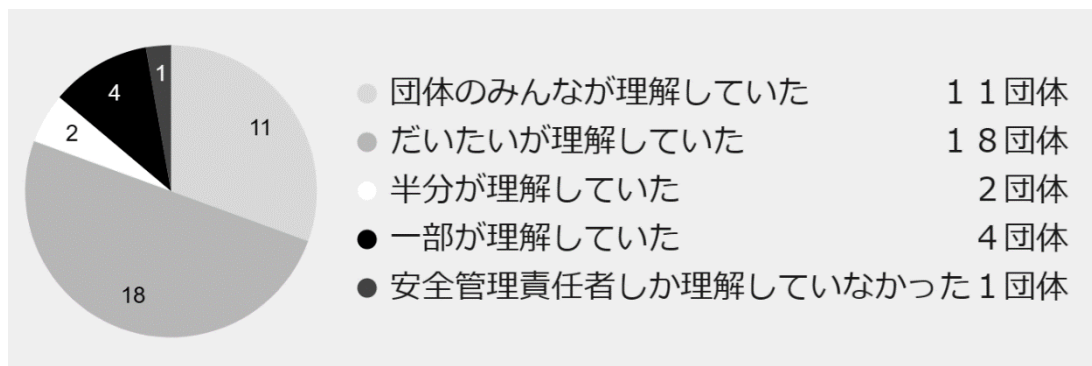 1
4
11
2
18
団体のみんなが理解していた １１団体
だいたいが理解していた １８団体
半分が理解していた ２団体
一部が理解していた ４団体
安全管理責任者しか理解していなかった１団体